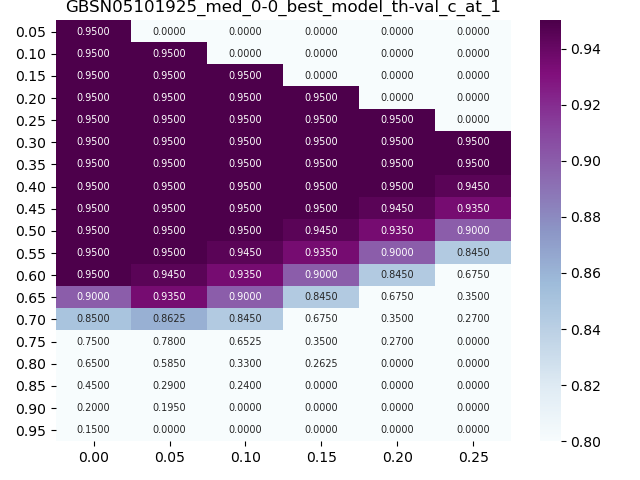 GBSN05101925_med_0-0_best_model_th-val_c_at_1
0.05 0.9500 0.0000 0.0000 0.0000 0.0000 0.0000
0.10 0.9500 0.9500 0.0000 0.0000 0.0000 0.0000
0.15 0.9500 0.9500 0.9500 0.0000 0.0000 0.0000
0.20 0.9500 0.9500 0.9500 0.9500 0.0000 0.0000
0.25 0.9500 0.9500 0.9500 0.9500 0.9500 0.0000
0.30 0.9500 0.9500 0.9500 0.9500 0.9500 0.9500
0.35 0.9500 0.9500 0.9500 0.9500 0.9500 0.9500
0.40 0.9500 0.9500 0.9500 0.9500 0.9500 0.9450
0.45 0.9500 0.9500 0.9500 0.9500 0.9450 0.9350
0.50 0.9500 0.9500 0.9500 0.9450 0.9350 0.9000
0.55 0.9500 0.9500 0.9450 0.9350 0.9000 0.8450
0.60 0.9500 0.9450 0.9350 0.9000 0.8450 0.6750
0.65 0.9000 0.9350 0.9000 0.8450 0.6750 0.3500
0.70 0.8500 0.8625 0.8450 0.6750 0.3500 0.2700
0.75 0.7500 0.7800 0.6525 0.3500 0.2700 0.0000
0.80 0.6500 0.5850 0.3300 0.2625 0.0000 0.0000
0.85 0.4500 0.2900 0.2400 0.0000 0.0000 0.0000
0.90 0.2000 0.1950 0.0000 0.0000 0.0000 0.0000
0.95 0.1500 0.0000 0.0000 0.0000 0.0000 0.0000
0.00 0.05 0.10 0.15 0.20 0.25
0.94
0.92
0.90
0.88
0.86
0.84
0.82
0.80